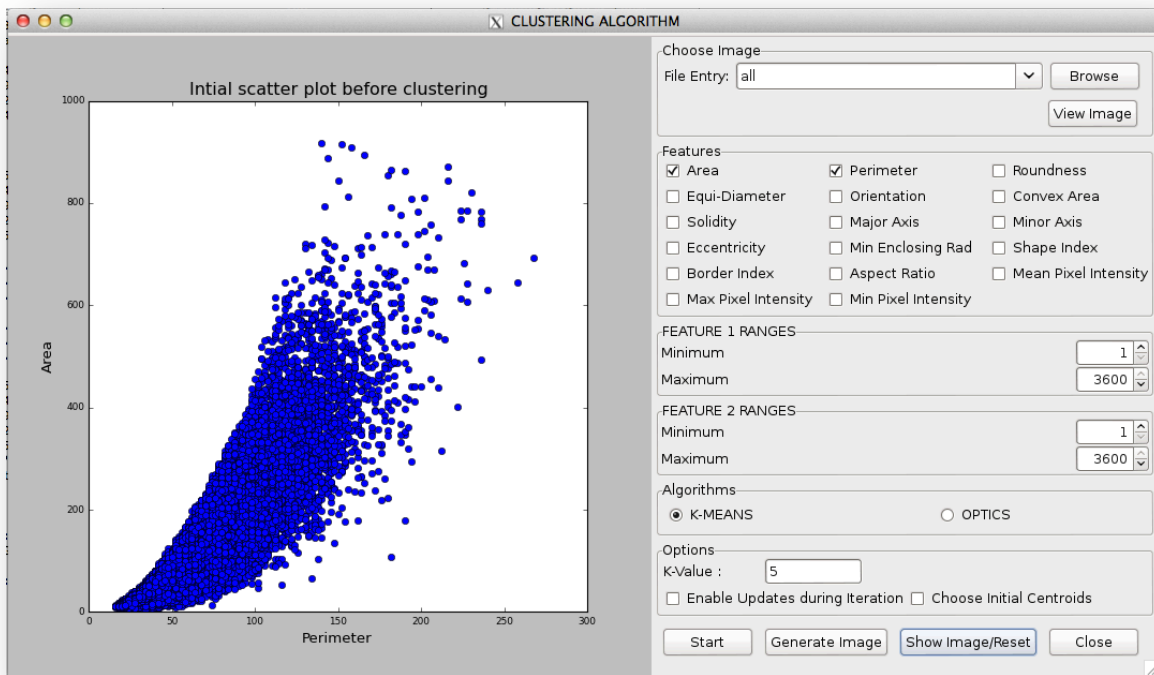 CLUSTERING ALGORITHM
Intial scatter plot before clustering
1000
800
600
400
200
0
Area
0 50 100 150 200 250 300
Perimeter
Choose Image
File Entry: all Browse
View Image
Features
Area Perimeter Roundness
Equi-Diameter Orientation Convex Area
Solidity Major Axis Minor Axis
Eccentricity Min Enclosing Rad Shape Index
Border Index Aspect Ratio Mean Pixel Intensity
Max Pixel Intensity Min Pixel Intensity
FEATURE 1 RANGES
Minimum 1
Maximum 3600
FEATURE 2 RANGES
Minimum 1
Maximum 3600
Algorithms
K-MEANS OPTICS
Options
K-Value : 5
Enable Updates during Iteration Choose Initial Centroids
Start Generate Image Show Image/Reset Close